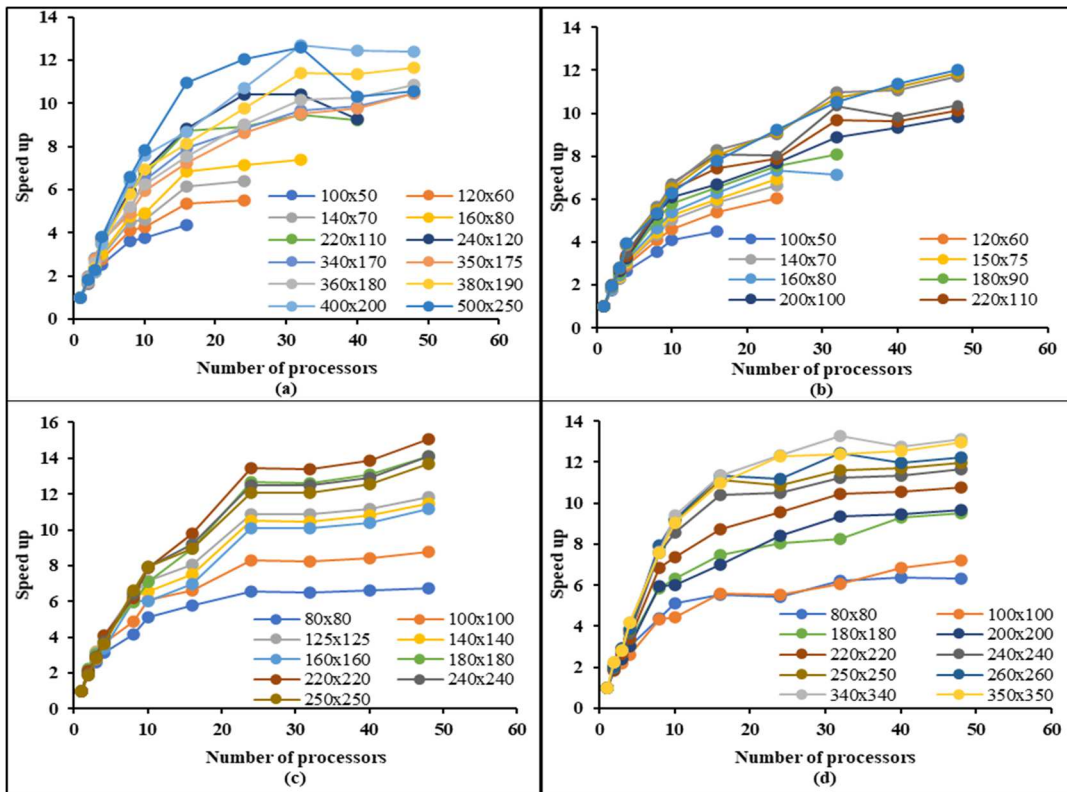 14
12
10
8
6
4
2
0
Speed up
100x50 120x60
140x70 160x80
220x110 240x120
340x170 350x175
360x180 380x190
400x200 500x250
0 10 20 30 40 50 60
Number of processors
(a)
14
12
10
8
6
4
2
0
Speed up
100x50 120x60
140x70 150x75
160x80 180x90
200x100 220x110
0 10 20 30 40 50 60
Number of processors
(b)
16
14
12
10
8
6
4
2
0
Speed up
80x80 100x100
125x125 140x140
160x160 180x180
220x220 240x240
250x250
0 10 20 30 40 50 60
Number of processors
(c)
14
12
10
8
6
4
2
0
Speed up
80x80 100x100
180x180 200x200
220x220 240x240
250x250 260x260
340x340 350x350
0 10 20 30 40 50 60
Number of processors
(d)